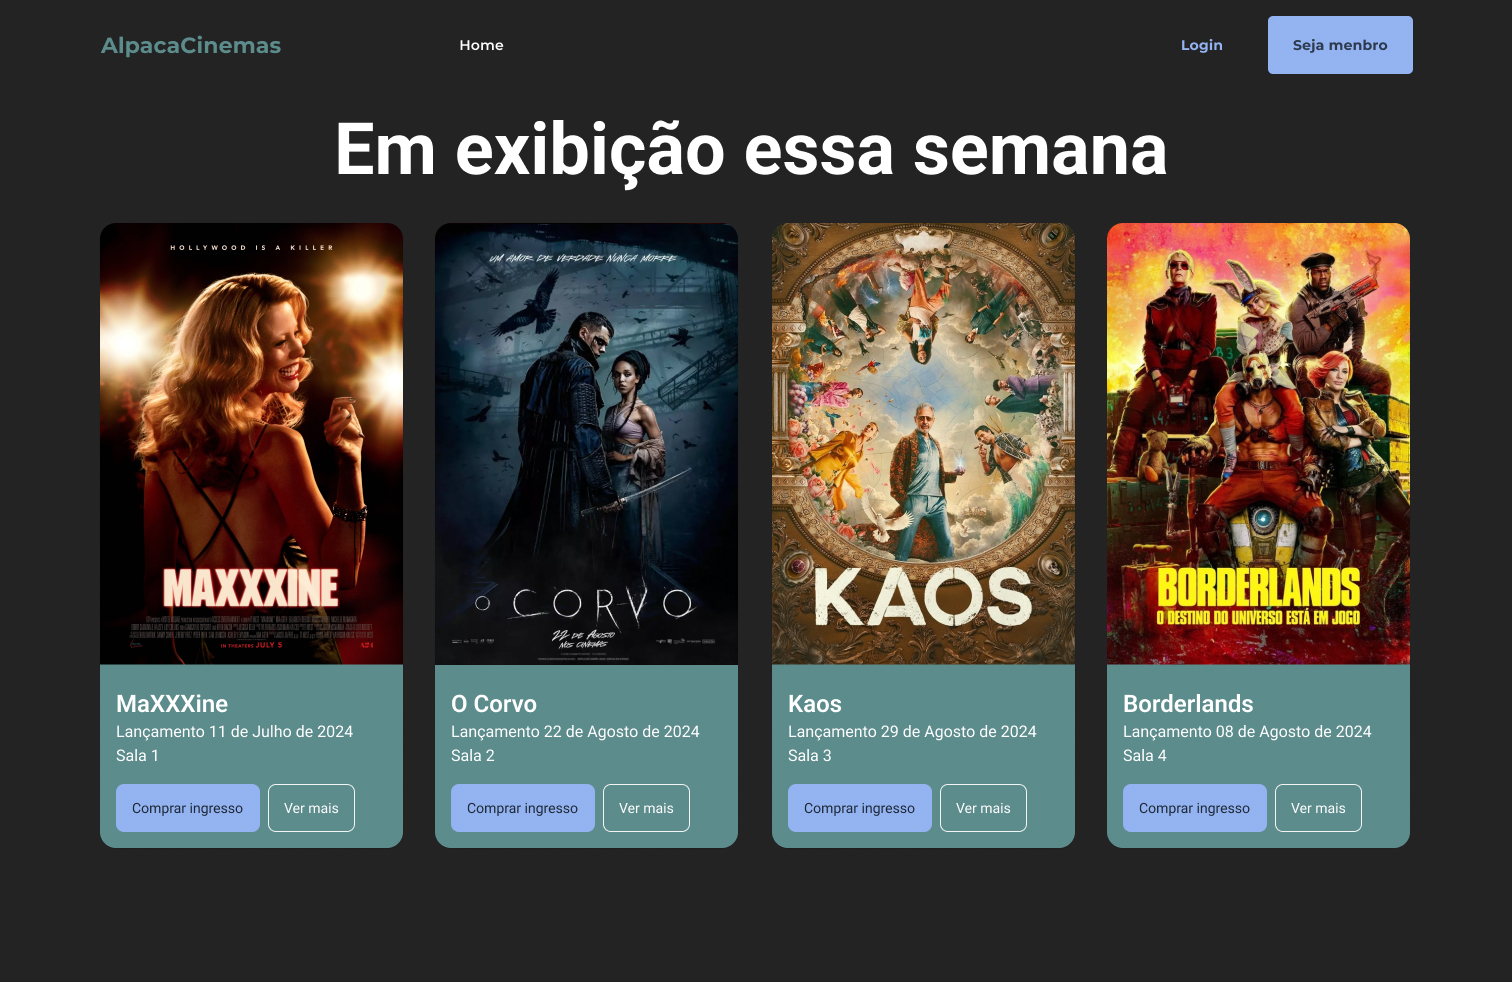 AlpacaCinemas
Home
Login
Seja menbro
Em exibição essa semana
HOLLYWOOD IS A KILLER
MAXXXINE
IN THEATERS JULY 5
MaXXXine
Lançamento 11 de Julho de 2024
Sala 1
Comprar ingresso
Ver mais
UM AMOR DE VERDADE NUNCA MORRE
O CORVO
22 DE AGOSTO
NOS CINEMAS
O Corvo
Lançamento 22 de Agosto de 2024
Sala 2
Comprar ingresso
Ver mais
KAOS
Kaos
Lançamento 29 de Agosto de 2024
Sala 3
Comprar ingresso
Ver mais
BORDERLANDS
O DESTINO DO UNIVERSO ESTÁ EM JOGO
Borderlands
Lançamento 08 de Agosto de 2024
Sala 4
Comprar ingresso
Ver mais